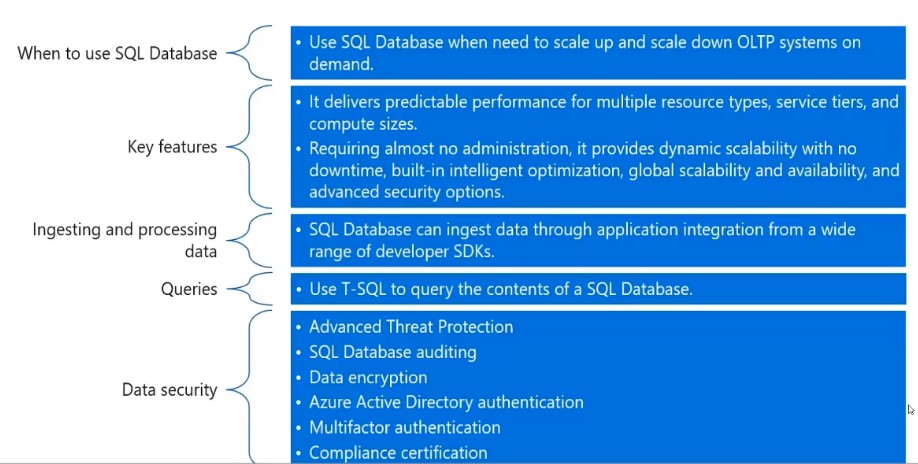 When to use SQL Database
• Use SQL Database when need to scale up and scale down OLTP systems on
demand.
Key features
• It delivers predictable performance for multiple resource types, service tiers, and
compute sizes.
• Requiring almost no administration, it provides dynamic scalability with no
downtime, built-in intelligent optimization, global scalability and availability, and
advanced security options.
Ingesting and processing
data
• SQL Database can ingest data through application integration from a wide
range of developer SDKs.
Queries
• Use T-SQL to query the contents of a SQL Database.
Data security
• Advanced Threat Protection
• SQL Database auditing
• Data encryption
• Azure Active Directory authentication
• Multifactor authentication
• Compliance certification